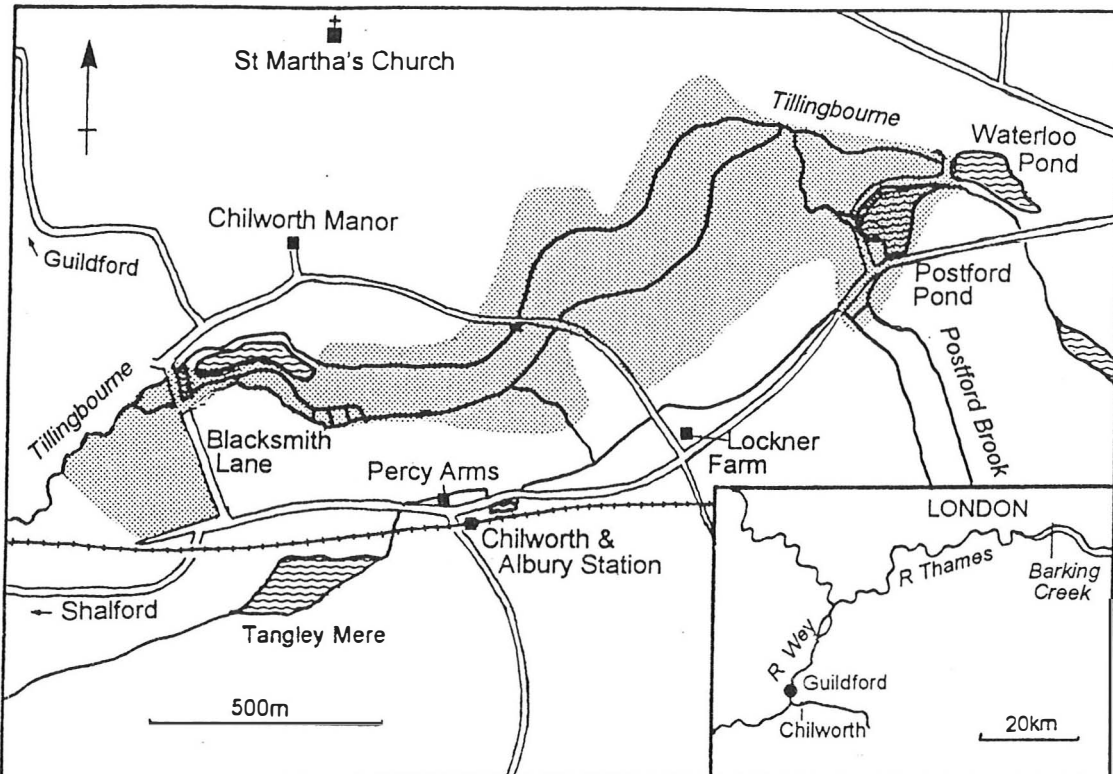 St Martha's Church
Tillingbourne
Waterloo
Pond
Chilworth Manor
Guildford
Postford
Pond
Tillingbourne
Blacksmith
Lane
Postford Brook
Lockner
Farm
Percy Arms
Chilworth &
Albury Station
Shalford
Tangley Mere
500m
LONDON
R Thames
Barking
Creek
R Wey
Guildford
Chilworth
20km